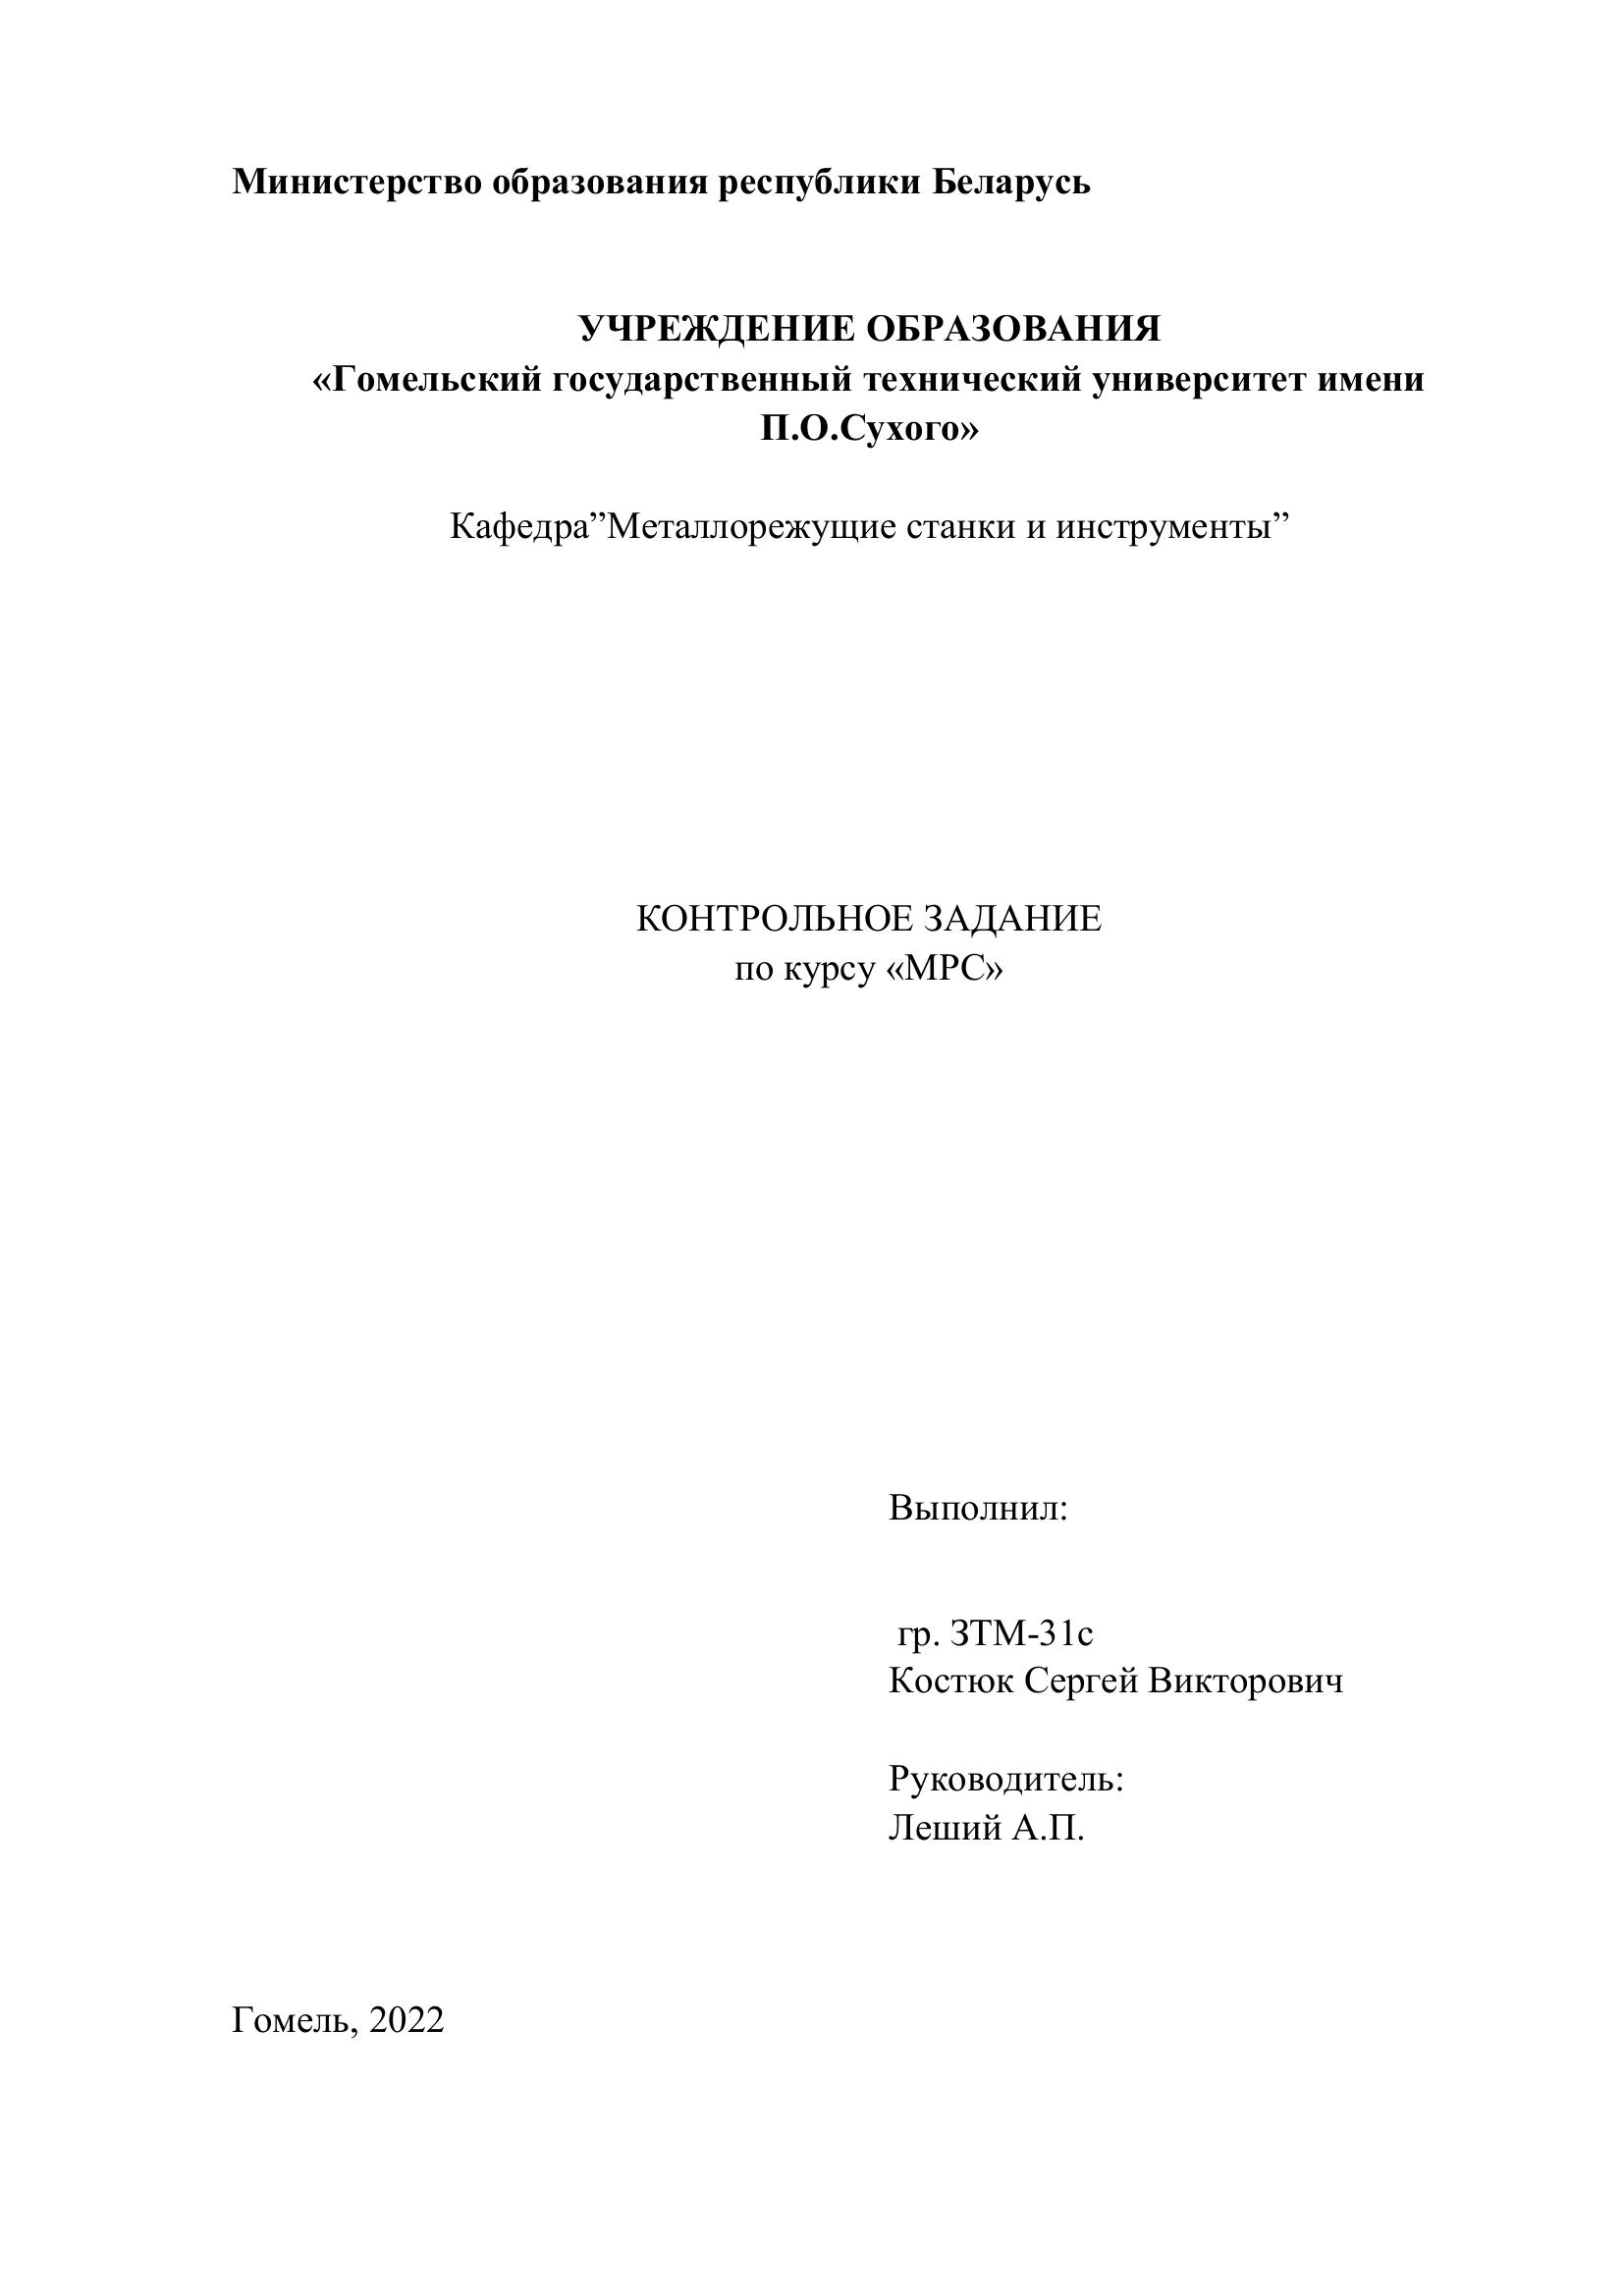 Министерство образования республики Беларусь
УЧРЕЖДЕНИЕ ОБРАЗОВАНИЯ
«Гомельский государственный технический университет имени
П.О.Сухого»
Кафедра”Металлорежущие станки и инструменты”
КОНТРОЛЬНОЕ ЗАДАНИЕ
по курсу «МРС»
Выполнил:
гр. ЗТМ-31с
Костюк Сергей Викторович
Руководитель:
Леший А.П.
Гомель, 2022